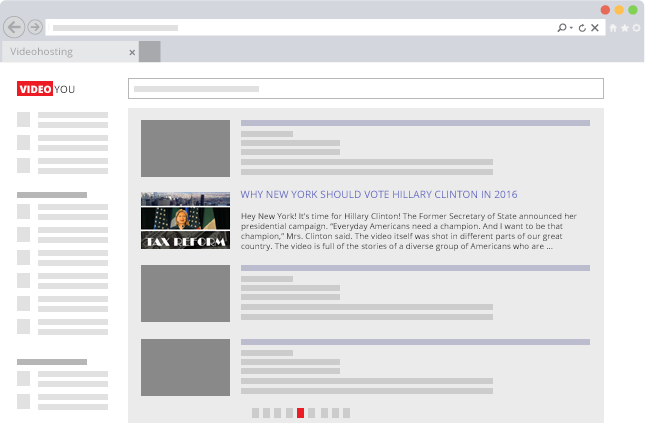 Videohosting
VIDEO YOU
WHY NEW YORK SHOULD VOTE HILLARY CLINTON IN 2016
TAX REFORM
Hey New York! It's time for Hillary Clinton! The Former Secretary of State announced her
presidential campaign. "Everyday Americans need a champion. And I want to be that
champion," Mrs. Clinton said. The video itself was shot in different parts of our great
country. The video is full of the stories of a diverse group of Americans who are ...